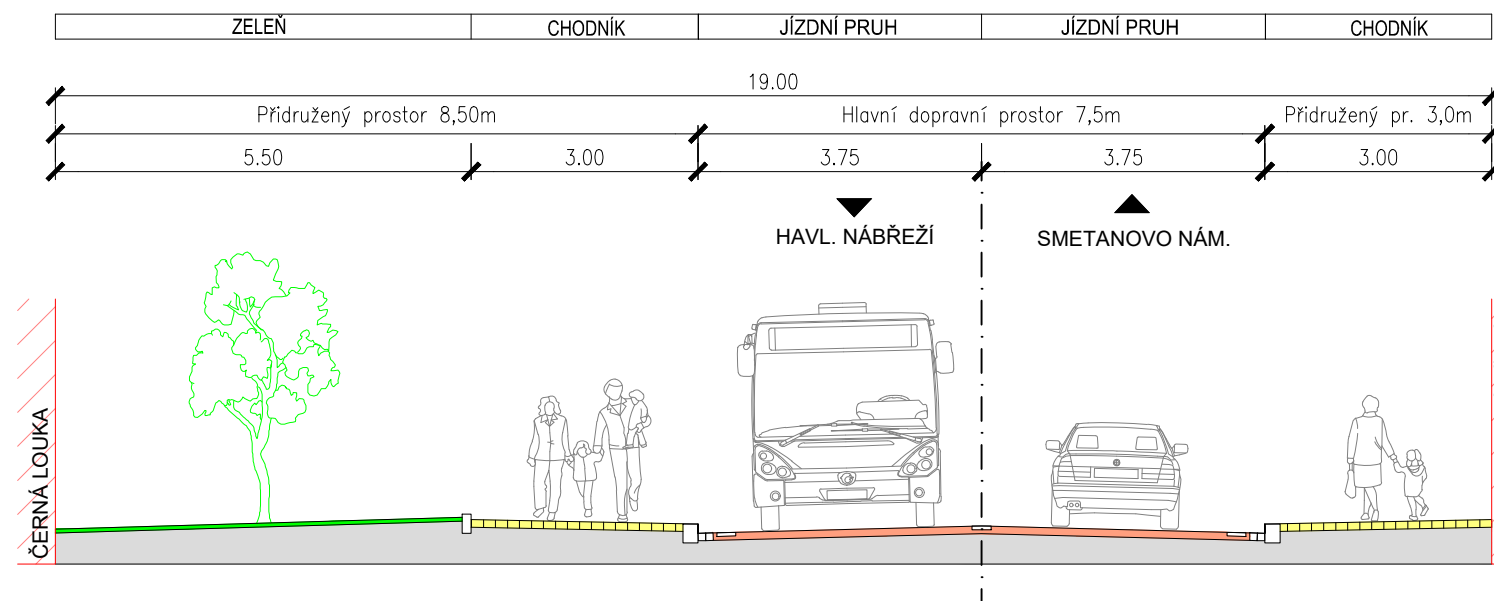 ZELEŇ CHODNÍK JÍZDNÍ PRUH JÍZDNÍ PRUH CHODNÍK
19.00
Přidružený prostor 8,50m Hlavní dopravní prostor 7,5m Přidružený pr. 3,0m
5.50 3.00 3.75 3.75 3.00
HAVL. NÁBŘEŽÍ SMETANOVO NÁM.
ČERNÁ LOUKA